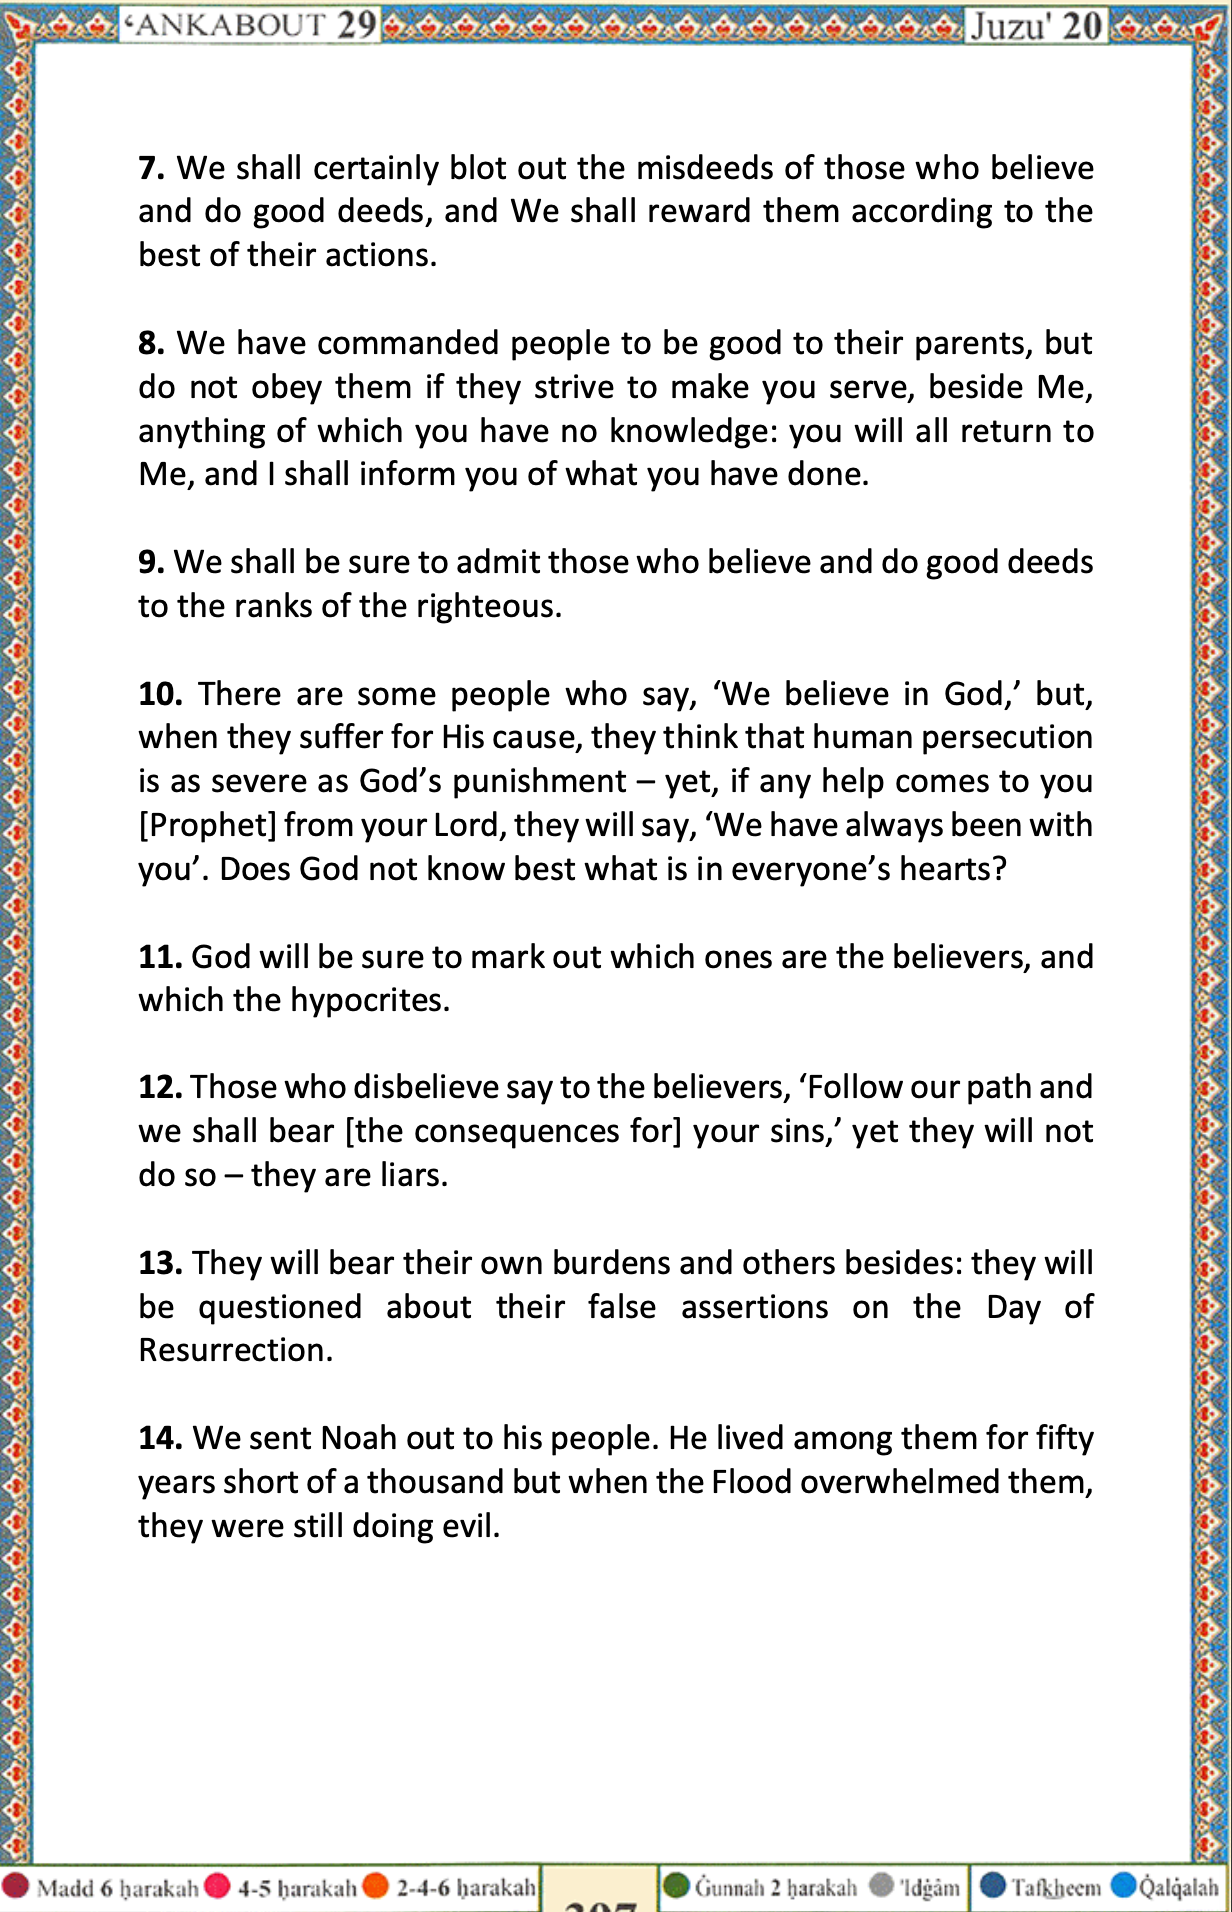 ‘ANKABOUT 29
Juzu' 20
7. We shall certainly blot out the misdeeds of those who believe
and do good deeds, and We shall reward them according to the
best of their actions.
8. We have commanded people to be good to their parents, but
do not obey them if they strive to make you serve, beside Me,
anything of which you have no knowledge: you will all return to
Me, and I shall inform you of what you have done.
9. We shall be sure to admit those who believe and do good deeds
to the ranks of the righteous.
10. There are some people who say, ‘We believe in God,’ but,
when they suffer for His cause, they think that human persecution
is as severe as God’s punishment – yet, if any help comes to you
[Prophet] from your Lord, they will say, ‘We have always been with
you’. Does God not know best what is in everyone’s hearts?
11. God will be sure to mark out which ones are the believers, and
which the hypocrites.
12. Those who disbelieve say to the believers, ‘Follow our path and
we shall bear [the consequences for] your sins,’ yet they will not
do so – they are liars.
13. They will bear their own burdens and others besides: they will
be questioned about their false assertions on the Day of
Resurrection.
14. We sent Noah out to his people. He lived among them for fifty
years short of a thousand but when the Flood overwhelmed them,
they were still doing evil.
Madd 6 ḥarakah 4-5 ḥarakah 2-4-6 ḥarakah
Ġunnah 2 ḥarakah 'Idġâm Tafkheem Q̇alq̇alah